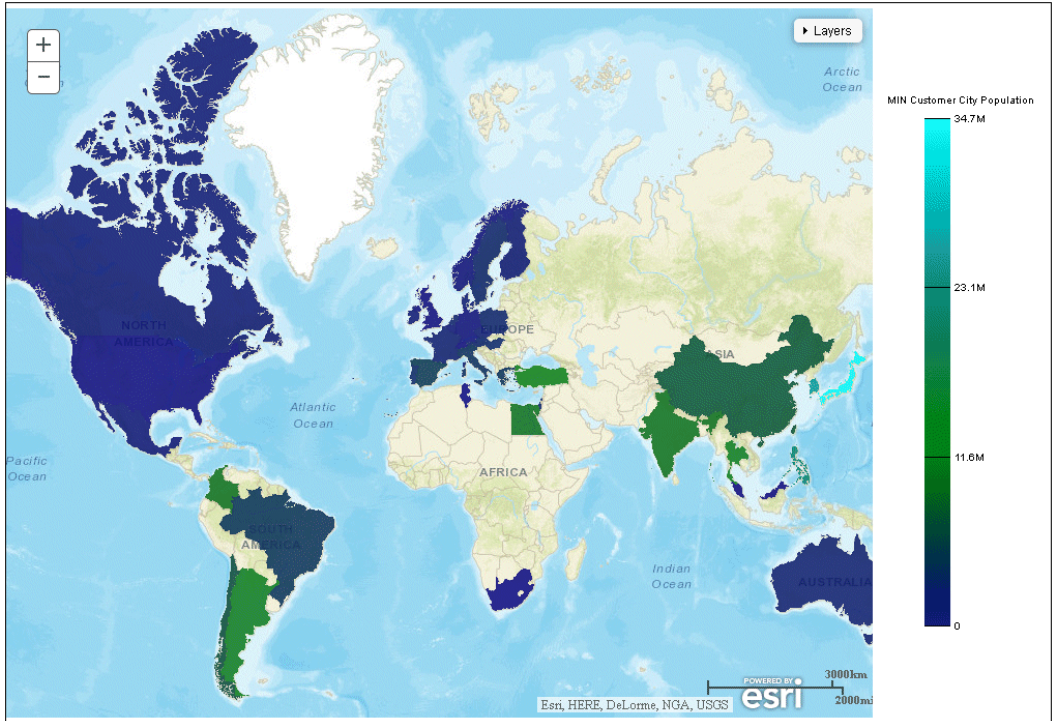 +
−
Layers
Arctic
Ocean
MIN Customer City Population
34.7M
23.1M
11.6M
0
NORTH
AMERICA
EUROPE
ASIA
Atlantic
Ocean
Pacific
Ocean
AFRICA
SOUTH
AMERICA
Indian
Ocean
AUSTRALIA
3000km
2000mi
POWERED BY
esri
Esri, HERE, DeLorme, NGA, USGS